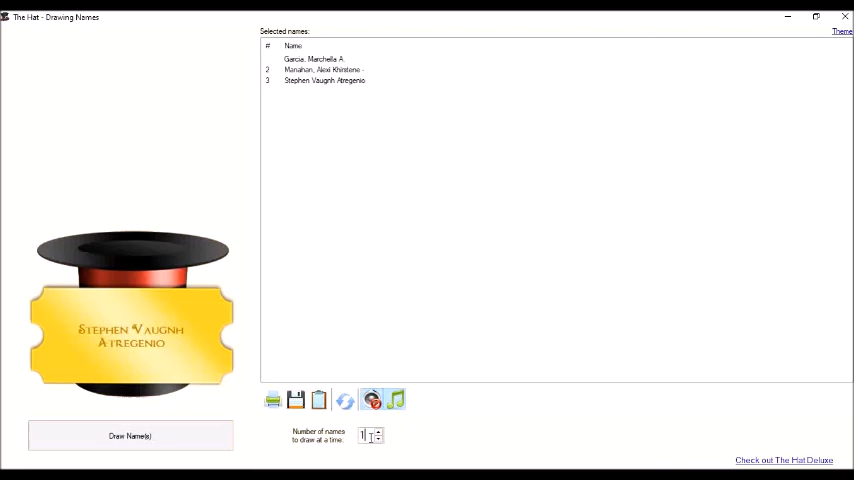 The Hat - Drawing Names
Selected names:
Theme
# Name
Garcia, Marchella A.
2 Manahan, Alexi Khirstene -
3 Stephen Vaugnh Atregenio
STEPHEN VAUGNH
ATREGENIO
Draw Name(s)
Number of names
to draw at a time:
1
Check out The Hat Deluxe